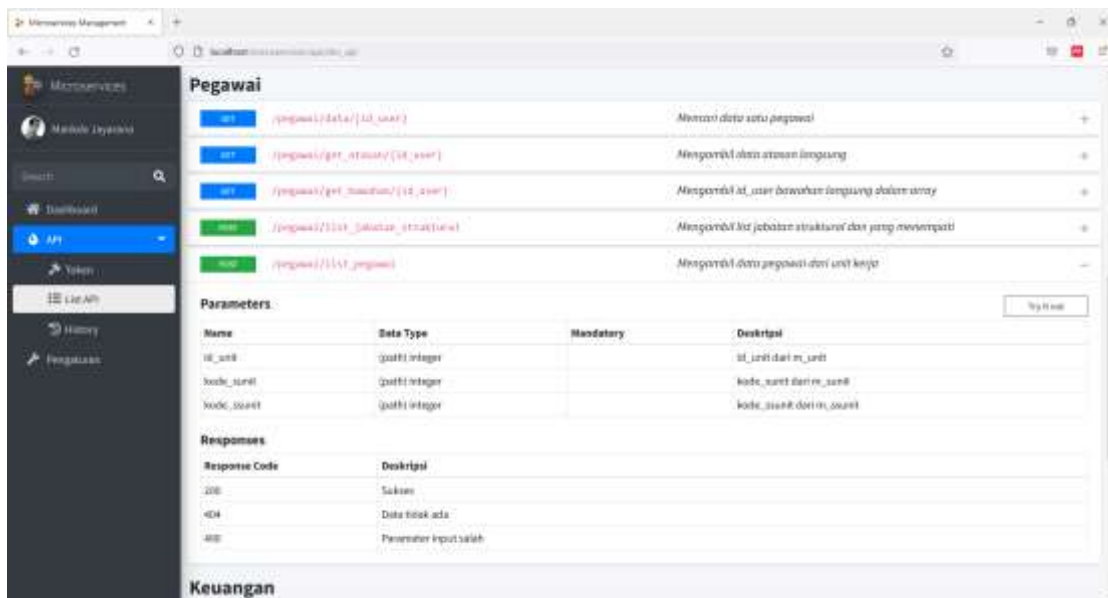 Microservices Management
localhost
Microservices
Search
Dashboard
API
Token
List API
History
Pengaturan
Pegawai
GET /pegawai/data/{id_user} Mencari data satu pegawai
GET /pegawai/get_atasan/{id_user} Mengambil data atasan langsung
GET /pegawai/get_bawahan/{id_user} Mengambil id_user bawahan langsung dalam array
POST /pegawai/list_jabatan_struktural Mengambil list jabatan struktural dan yang menempati
POST /pegawai/list_pegawai Mengambil data pegawai dari unit kerja
Parameters Try it out
Name Data Type Mandatory Deskripsi
id_unit (path) integer id_unit dari m_unit
kode_sunit (path) integer kode_sunit dari m_sunit
kode_ssunit (path) integer kode_ssunit dari m_ssunit
Responses
Response Code Deskripsi
200 Sukses
404 Data tidak ada
400 Parameter input salah
Keuangan